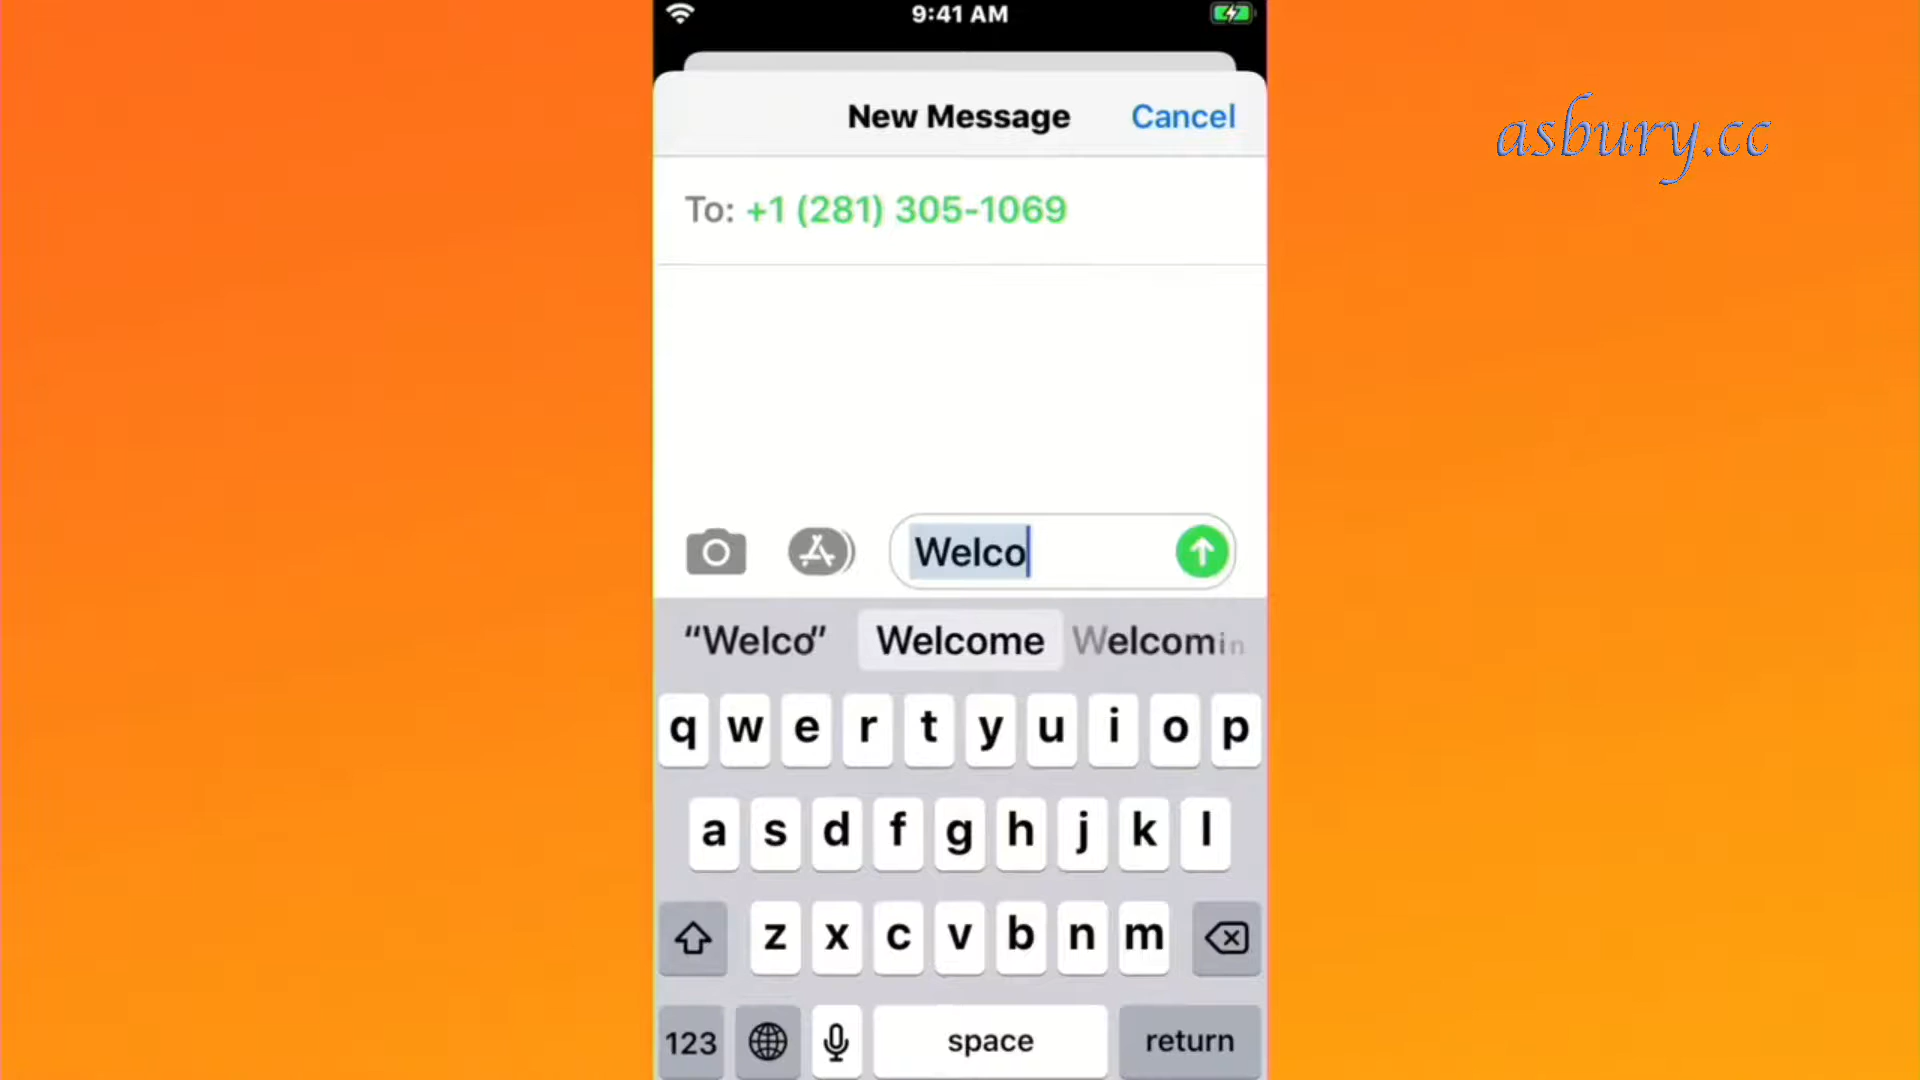 9:41 AM
New Message Cancel
asbury.cc
To: +1 (281) 305-1069
Welco
“Welco” Welcome Welcomin
q w e r t y u i o p
a s d f g h j k l
z x c v b n m
123 space return